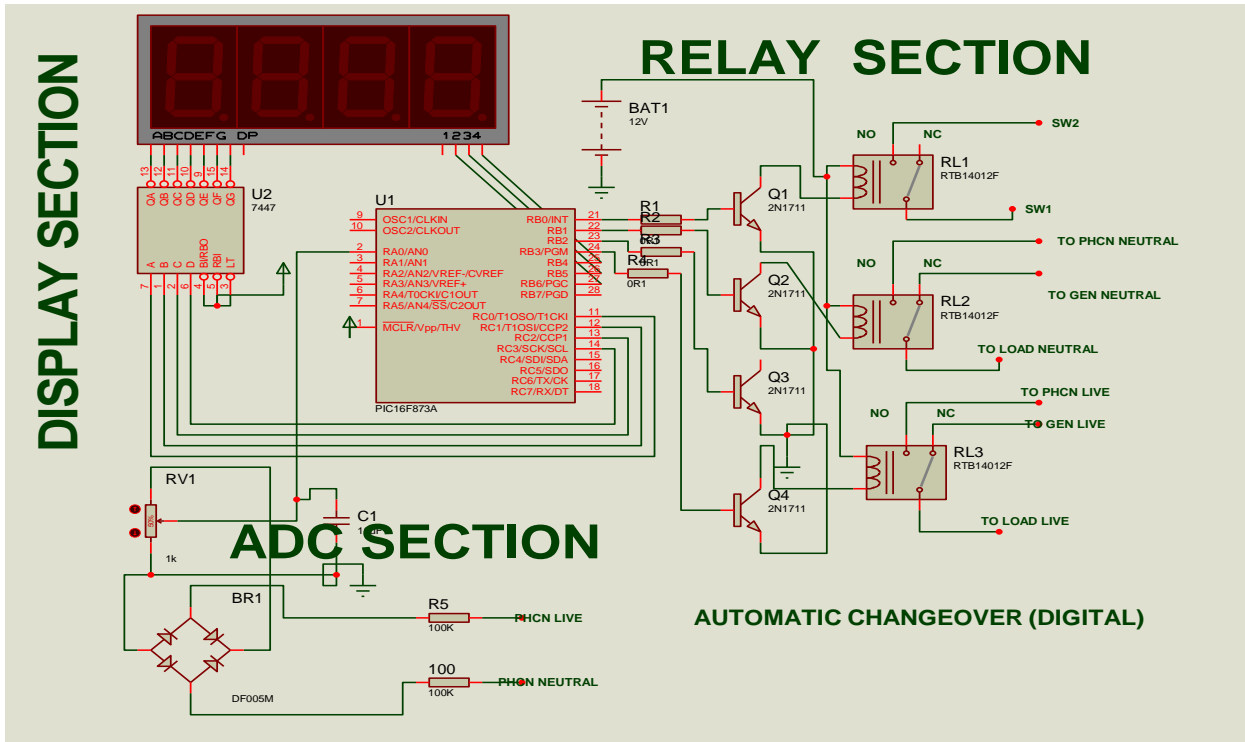 DISPLAY SECTION
RELAY SECTION
ABCDEFG DP
1234
BAT1
12V
SW2
NO
NC
RL1
RTB14012F
SW1
13
12
11
10
9
15
14
QA
QB
QC
QD
QE
QF
QG
U2
7447
A
B
C
D
BI/RBO
RBI
LT
7
1
2
6
4
5
3
U1
9 OSC1/CLKIN
10 OSC2/CLKOUT
2 RA0/AN0
3 RA1/AN1
4 RA2/AN2/VREF-/CVREF
5 RA3/AN3/VREF+
6 RA4/T0CKI/C1OUT
7 RA5/AN4/SS/C2OUT
1 MCLR/Vpp/THV
RB0/INT 21
RB1 22
RB2 23
RB3/PGM 24
RB4 25
RB5 26
RB6/PGC 27
RB7/PGD 28
RC0/T1OSO/T1CKI 11
RC1/T1OSI/CCP2 12
RC2/CCP1 13
RC3/SCK/SCL 14
RC4/SDI/SDA 15
RC5/SDO 16
RC6/TX/CK 17
RC7/RX/DT 18
PIC16F873A
R1
R2
R3
0R1
R4
0R1
Q1
2N1711
Q2
2N1711
Q3
2N1711
Q4
2N1711
TO PHCN NEUTRAL
NO
NC
TO GEN NEUTRAL
RL2
RTB14012F
TO LOAD NEUTRAL
TO PHCN LIVE
NO
NC
TO GEN LIVE
RL3
RTB14012F
TO LOAD LIVE
RV1
50%
1k
C1
ADC SECTION
BR1
DF005M
R5
100K
PHCN LIVE
100
100K
PHCN NEUTRAL
AUTOMATIC CHANGEOVER (DIGITAL)